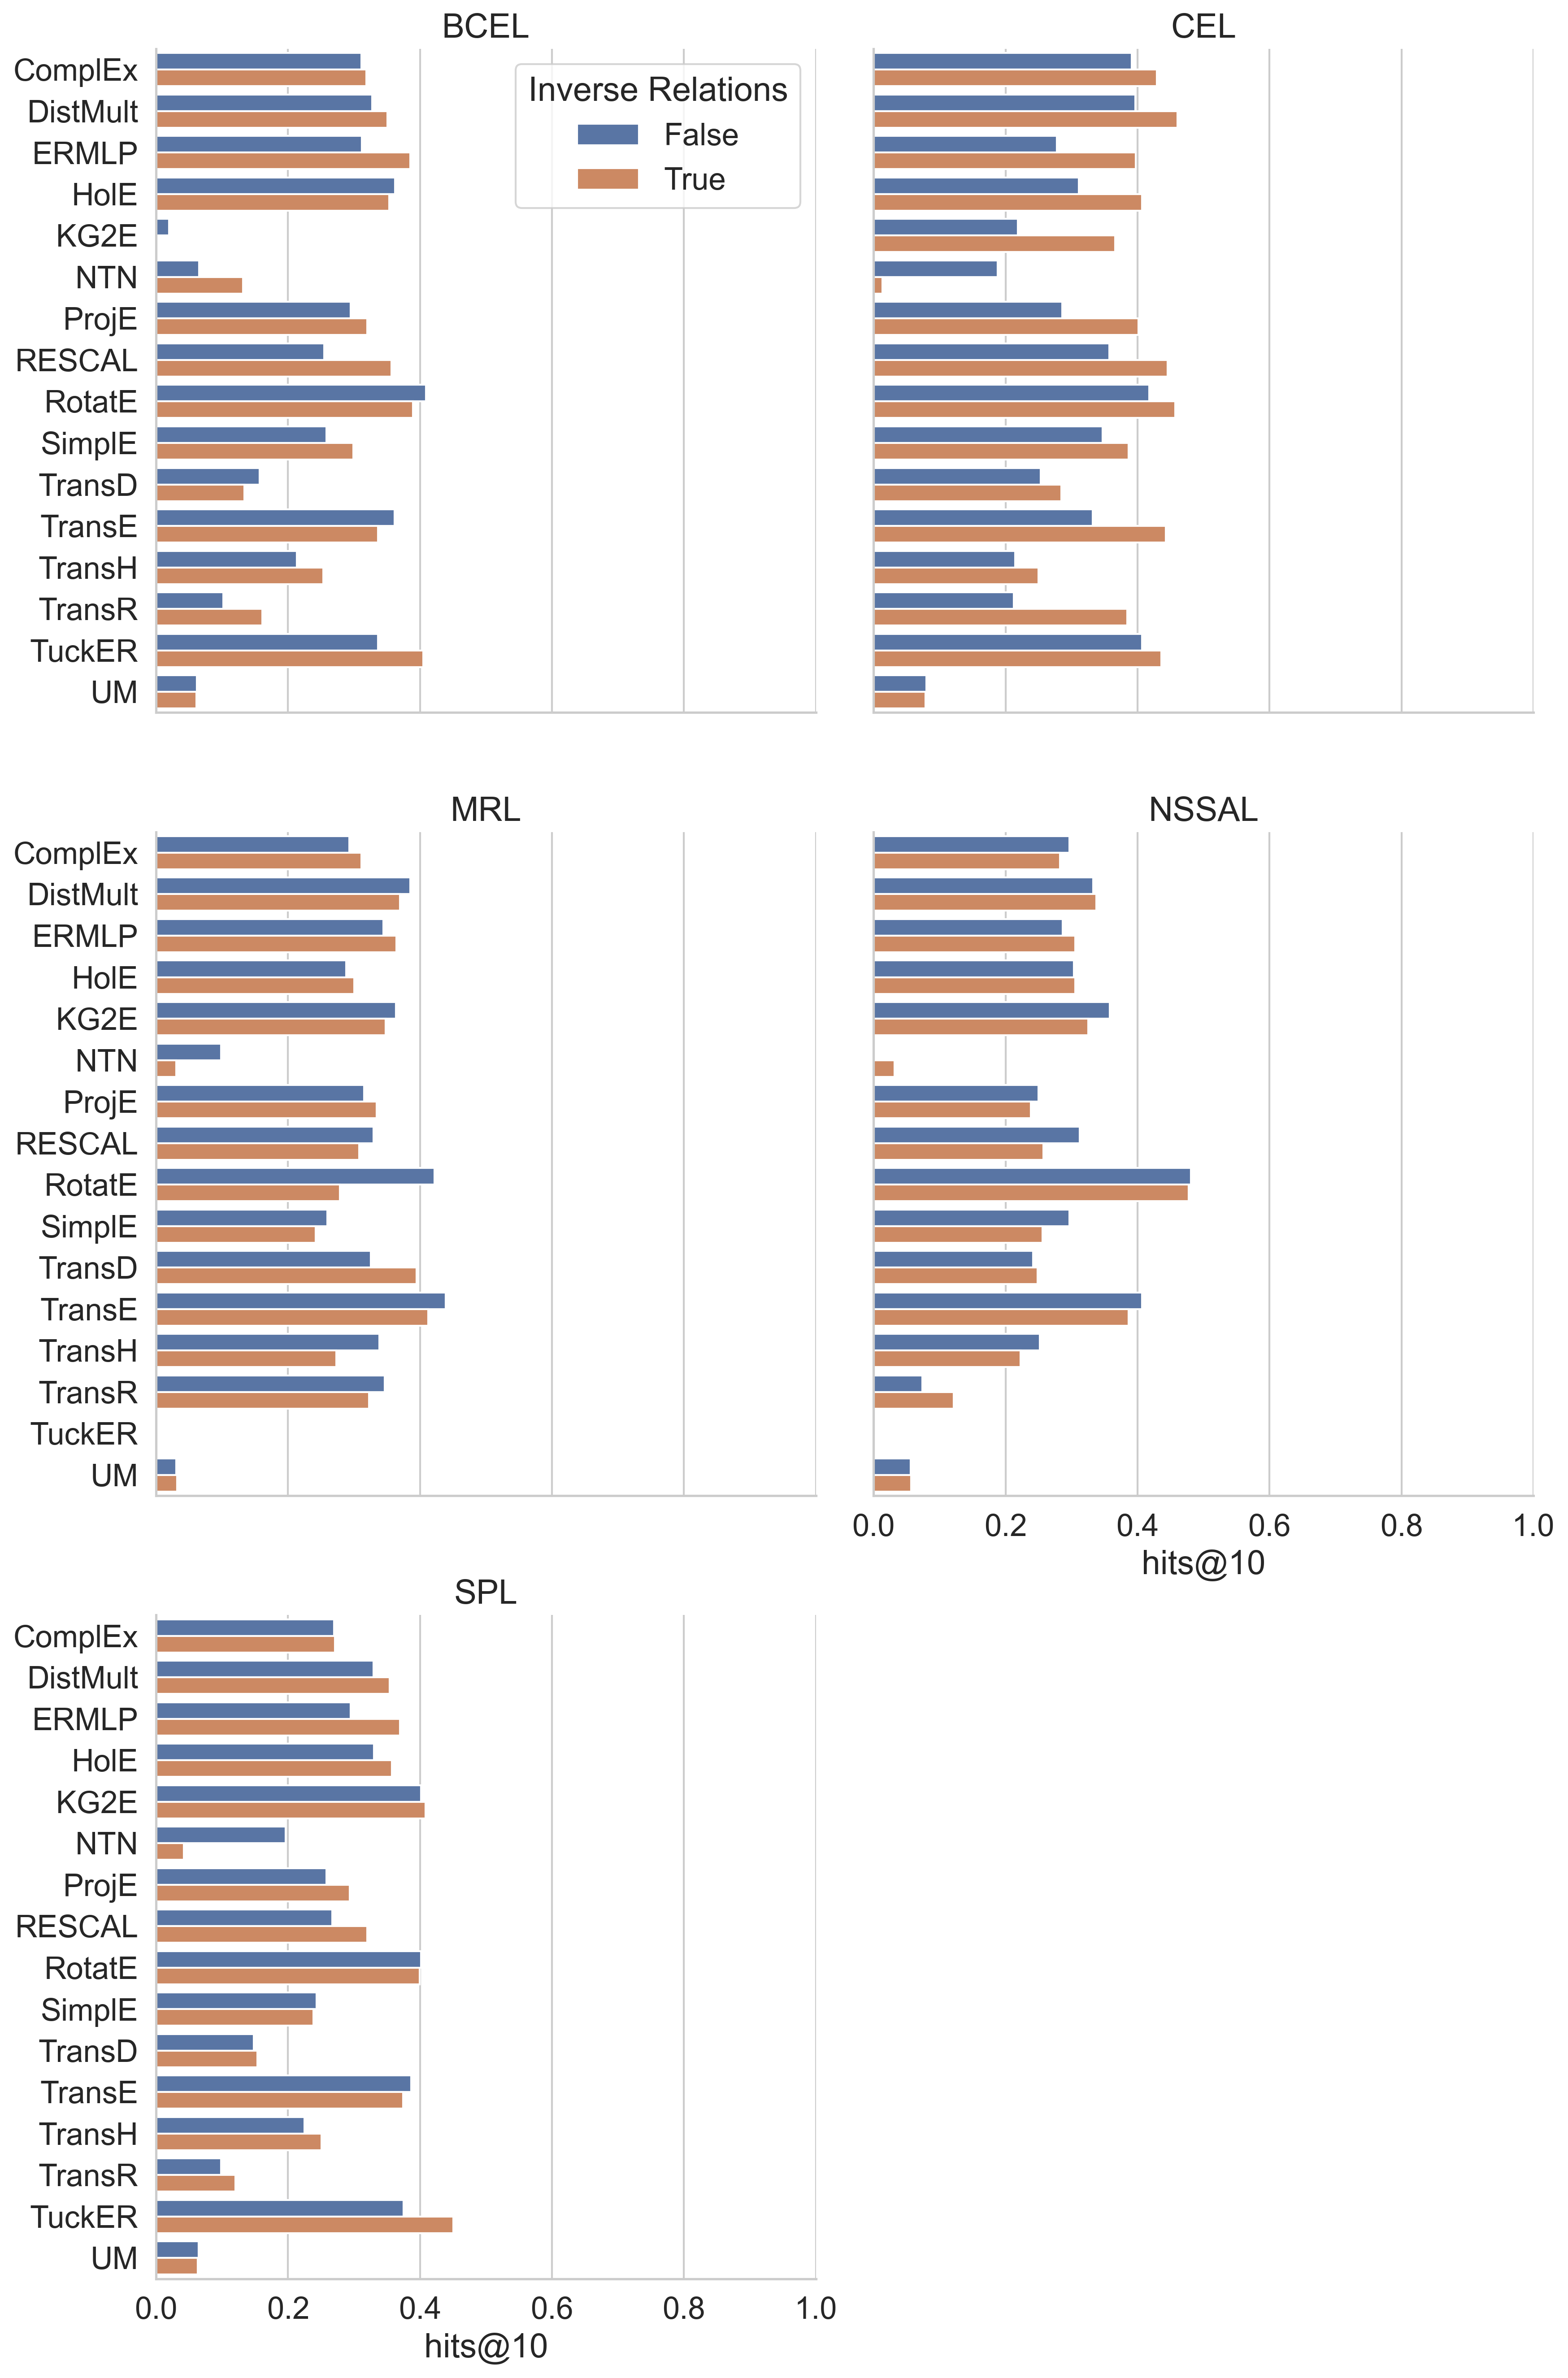 BCEL
ComplEx
DistMult
ERMLP
HolE
KG2E
NTN
ProjE
RESCAL
RotatE
SimplE
TransD
TransE
TransH
TransR
TuckER
UM
Inverse Relations
False
True
CEL
MRL
ComplEx
DistMult
ERMLP
HolE
KG2E
NTN
ProjE
RESCAL
RotatE
SimplE
TransD
TransE
TransH
TransR
TuckER
UM
NSSAL
0.0 0.2 0.4 0.6 0.8 1.0
hits@10
SPL
ComplEx
DistMult
ERMLP
HolE
KG2E
NTN
ProjE
RESCAL
RotatE
SimplE
TransD
TransE
TransH
TransR
TuckER
UM
0.0 0.2 0.4 0.6 0.8 1.0
hits@10